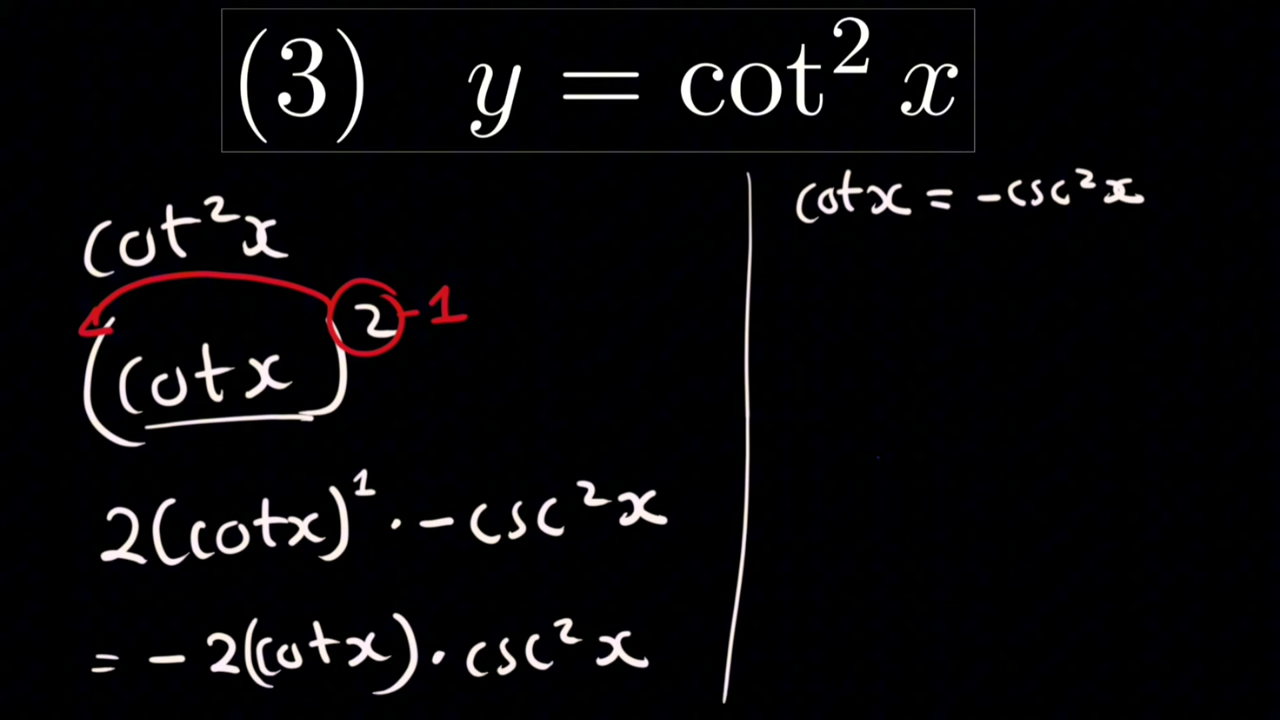 (3) y = cot² x
cot²x
(cotx)² -1
2(cotx)¹ · -csc²x
= -2(cotx) · csc²x
cotx = -csc²x